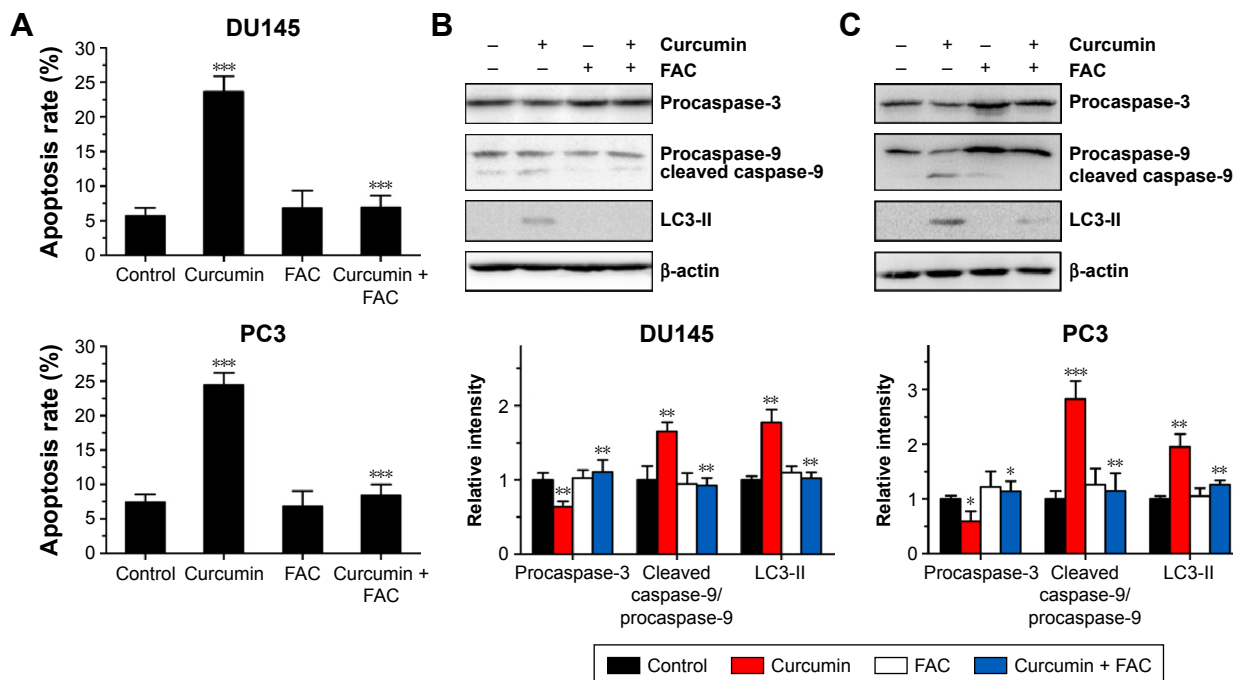 A
DU145
Apoptosis rate (%)
30
25
20
15
10
5
0
***
***
Control
Curcumin
FAC
Curcumin +
FAC
PC3
Apoptosis rate (%)
30
25
20
15
10
5
0
***
***
Control
Curcumin
FAC
Curcumin +
FAC
B
– + – + Curcumin
– – + + FAC
Procaspase-3
Procaspase-9
cleaved caspase-9
LC3-II
β-actin
DU145
Relative intensity
2
1
0
**
**
**
**
**
**
Procaspase-3
Cleaved
caspase-9/
procaspase-9
LC3-II
C
– + – + Curcumin
– – + + FAC
Procaspase-3
Procaspase-9
cleaved caspase-9
LC3-II
β-actin
PC3
Relative intensity
3
2
1
0
*
*
***
**
**
**
Procaspase-3
Cleaved
caspase-9/
procaspase-9
LC3-II
Control Curcumin FAC Curcumin + FAC